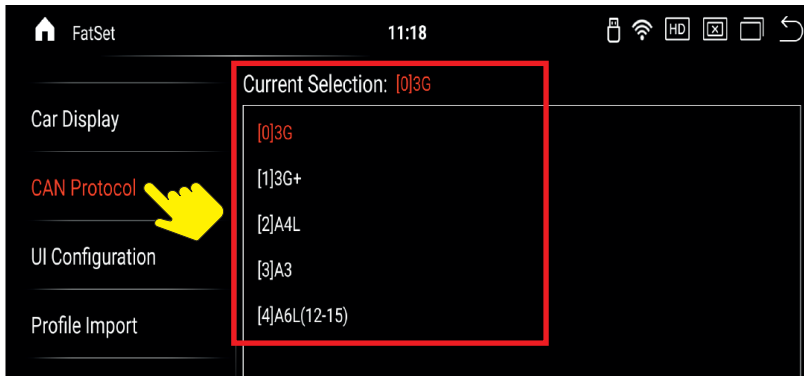 FatSet 11:18 HD X
Current Selection: [0]3G
Car Display
[0]3G
CAN Protocol
[1]3G+
[2]A4L
UI Configuration
[3]A3
Profile Import
[4]A6L(12-15)